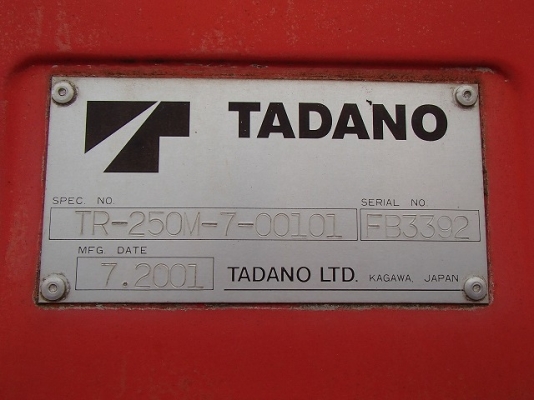 TADANO
SPEC. NO. SERIAL NO.
TR-250M-7-00101 FB3392
MFG. DATE
7.2001 TADANO LTD. KAGAWA, JAPAN